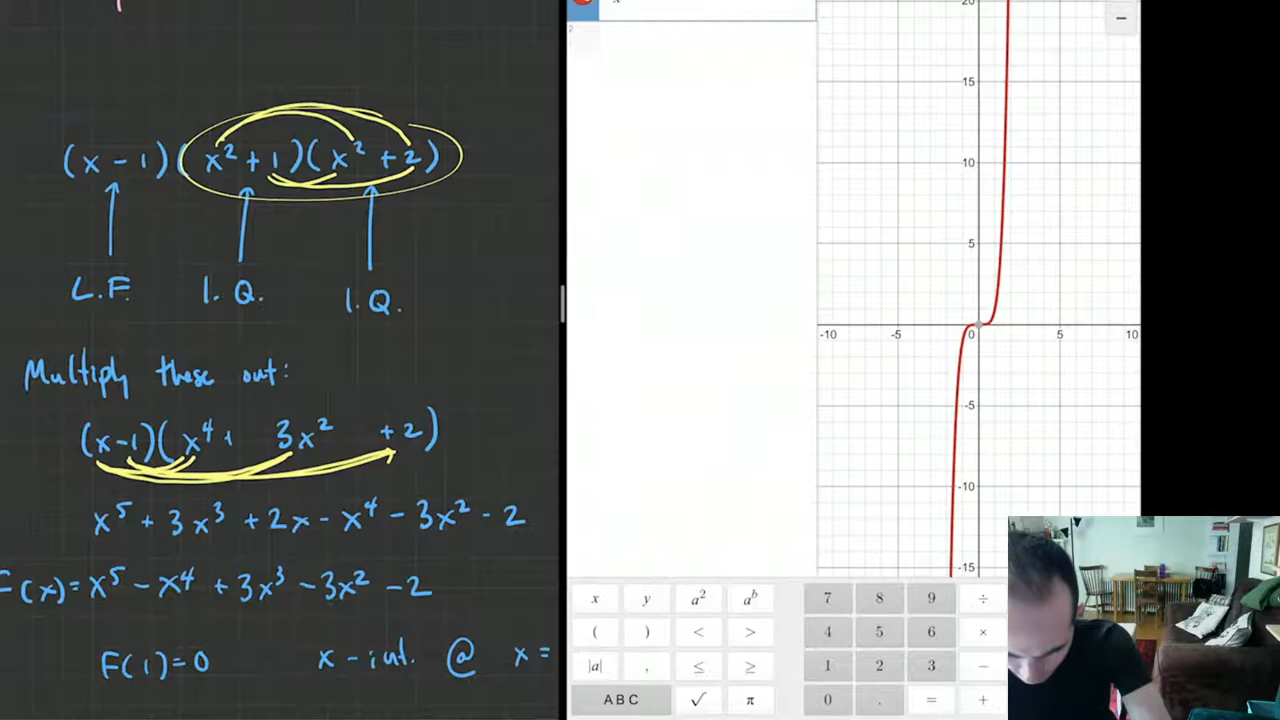 (x - 1)(x² + 1)(x² + 2)
L.F. I.Q. I.Q.
Multiply these out:
(x-1)(x⁴ + 3x² + 2)
x⁵ + 3x³ + 2x - x⁴ - 3x² - 2
F(x) = x⁵ - x⁴ + 3x³ - 3x² - 2
F(1) = 0 x-int. @ x =
2
20
15
10
5
-10 -5 0 5 10
-5
-10
-15
−
x y a² aᵇ 7 8 9 ÷
( ) < > 4 5 6 ×
|a| , ≤ ≥ 1 2 3 −
A B C √ π 0 . = +